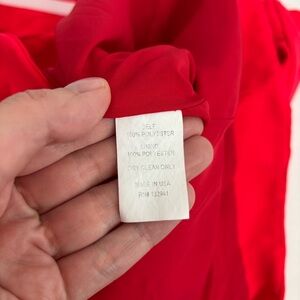 SELF
100% POLYESTER
LINING
100% POLYESTER
DRY CLEAN ONLY
MADE IN USA
RN# 132941